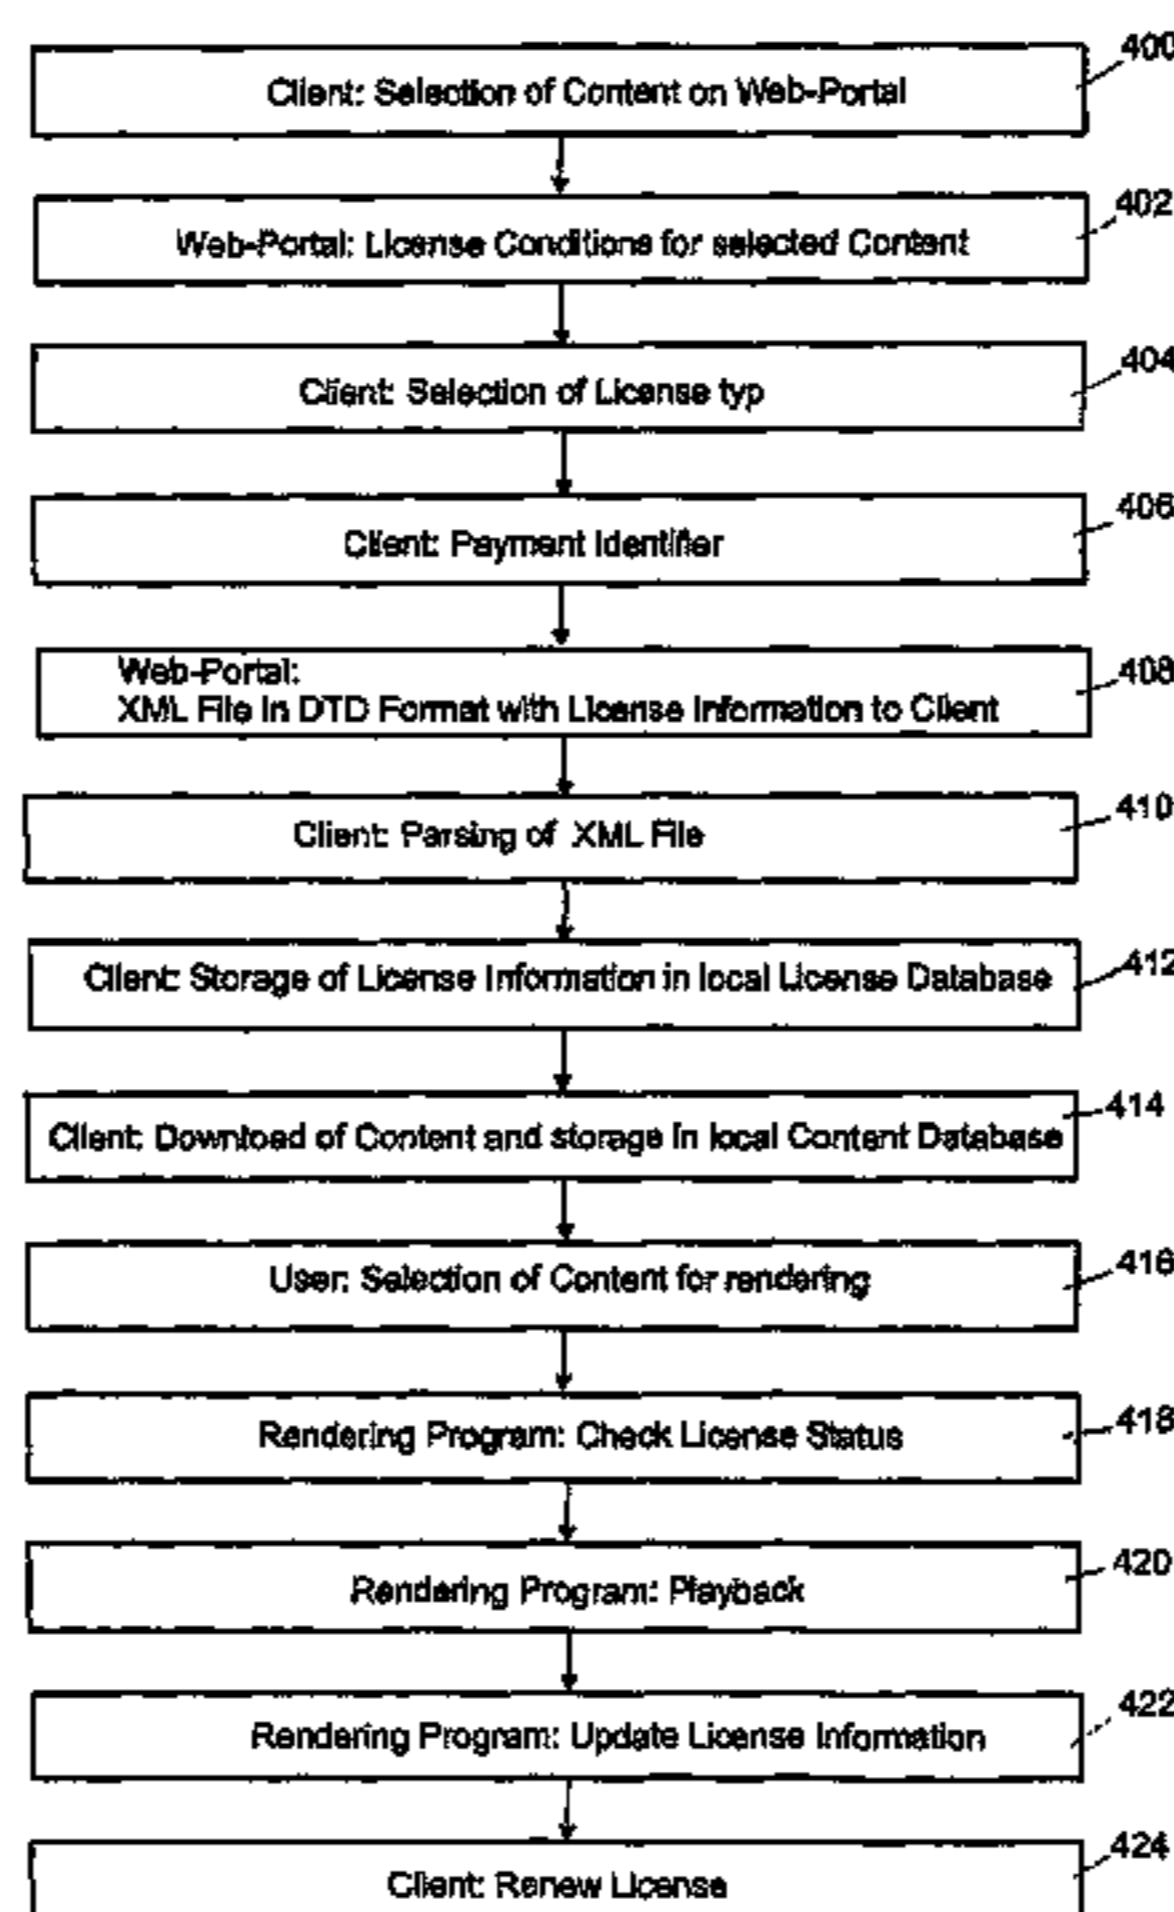 400
Client: Selection of Content on Web-Portal
402
Web-Portal: License Conditions for selected Content
404
Client: Selection of License typ
406
Client: Payment Identifier
408
Web-Portal:
XML File in DTD Format with License Information to Client
410
Client: Parsing of XML File
412
Client: Storage of License Information in local License Database
414
Client: Download of Content and storage in local Content Database
416
User: Selection of Content for rendering
418
Rendering Program: Check License Status
420
Rendering Program: Playback
422
Rendering Program: Update License Information
424
Client: Renew License